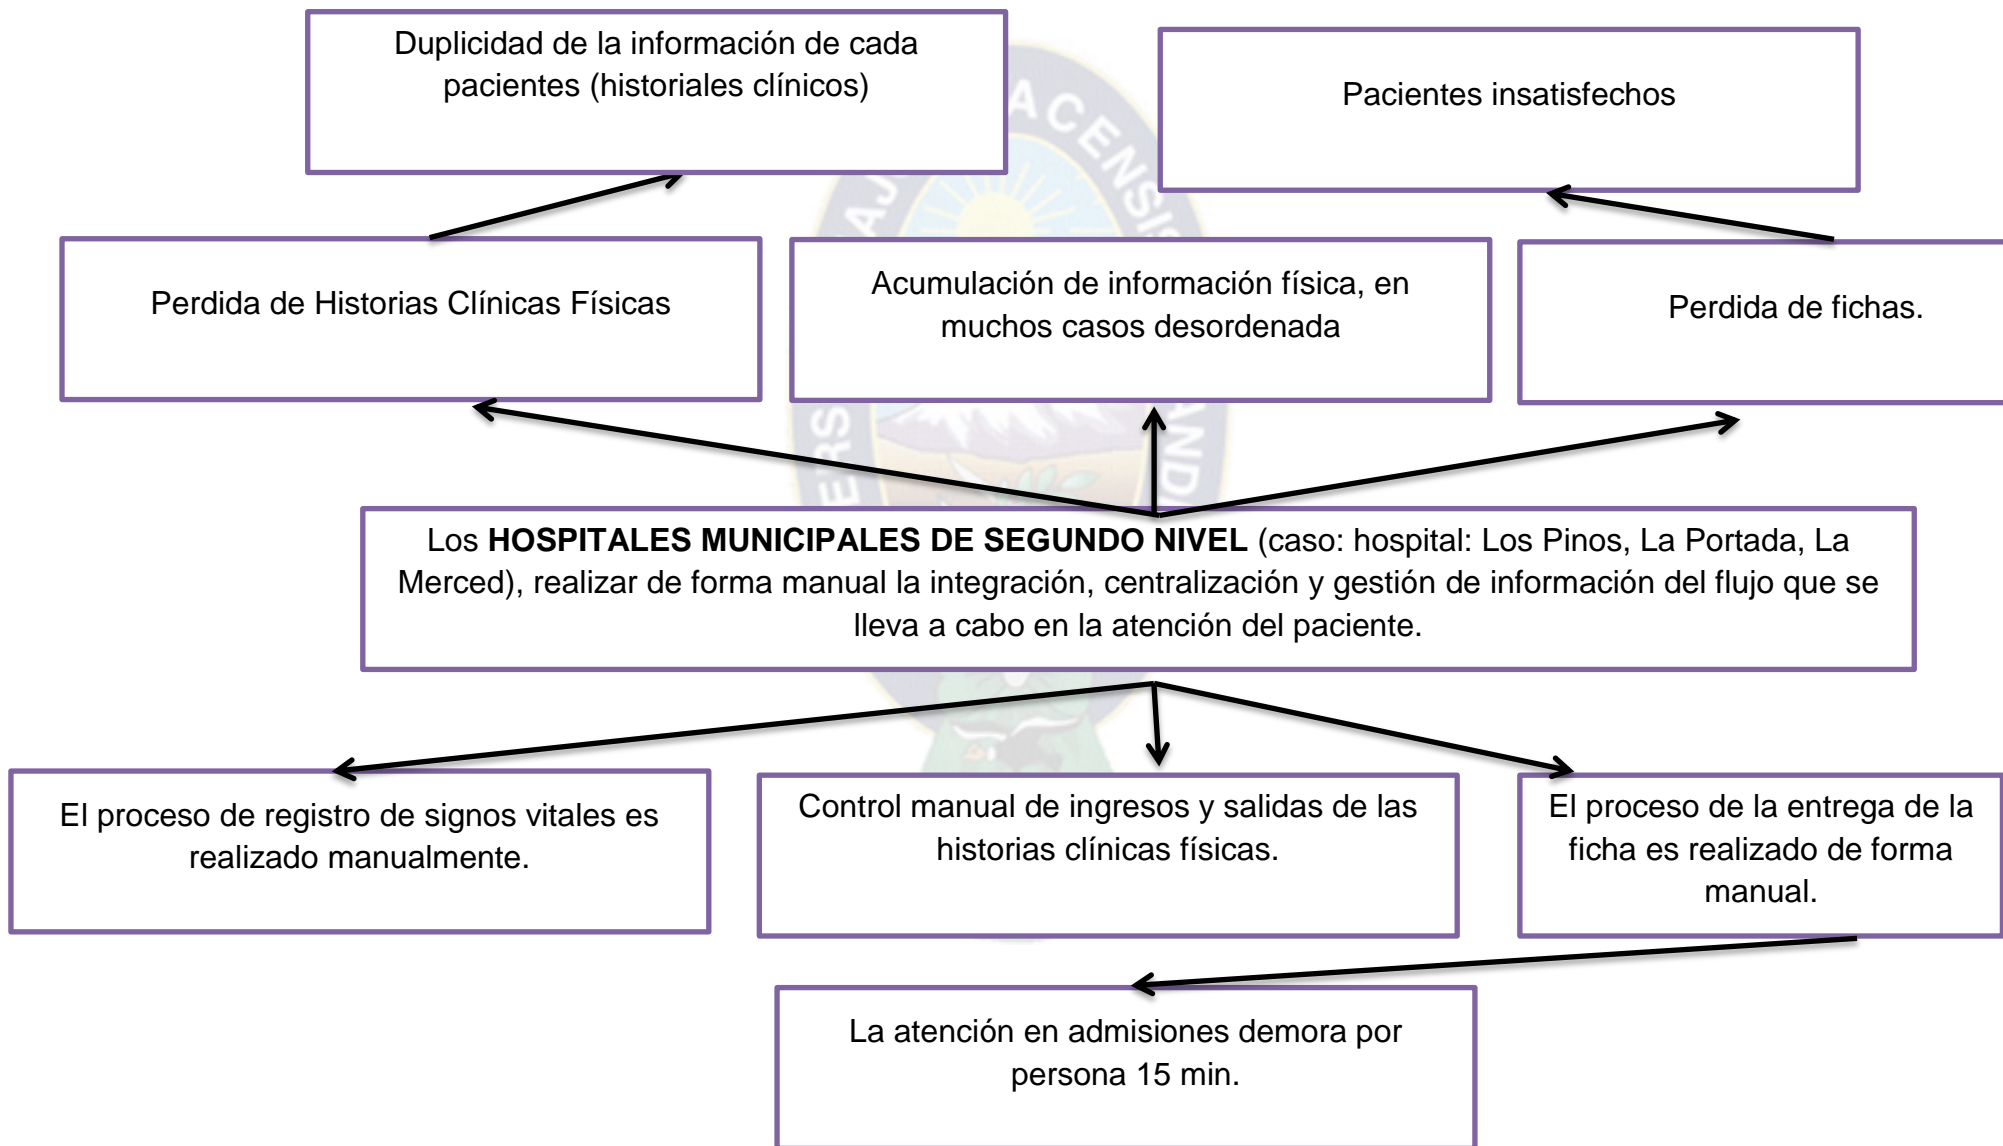 Duplicidad de la información de cada
pacientes (historiales clínicos)
Pacientes insatisfechos
Perdida de Historias Clínicas Físicas
Acumulación de información física, en
muchos casos desordenada
Perdida de fichas.
Los HOSPITALES MUNICIPALES DE SEGUNDO NIVEL (caso: hospital: Los Pinos, La Portada, La
Merced), realizar de forma manual la integración, centralización y gestión de información del flujo que se
lleva a cabo en la atención del paciente.
El proceso de registro de signos vitales es
realizado manualmente.
Control manual de ingresos y salidas de las
historias clínicas físicas.
El proceso de la entrega de la
ficha es realizado de forma
manual.
La atención en admisiones demora por
persona 15 min.